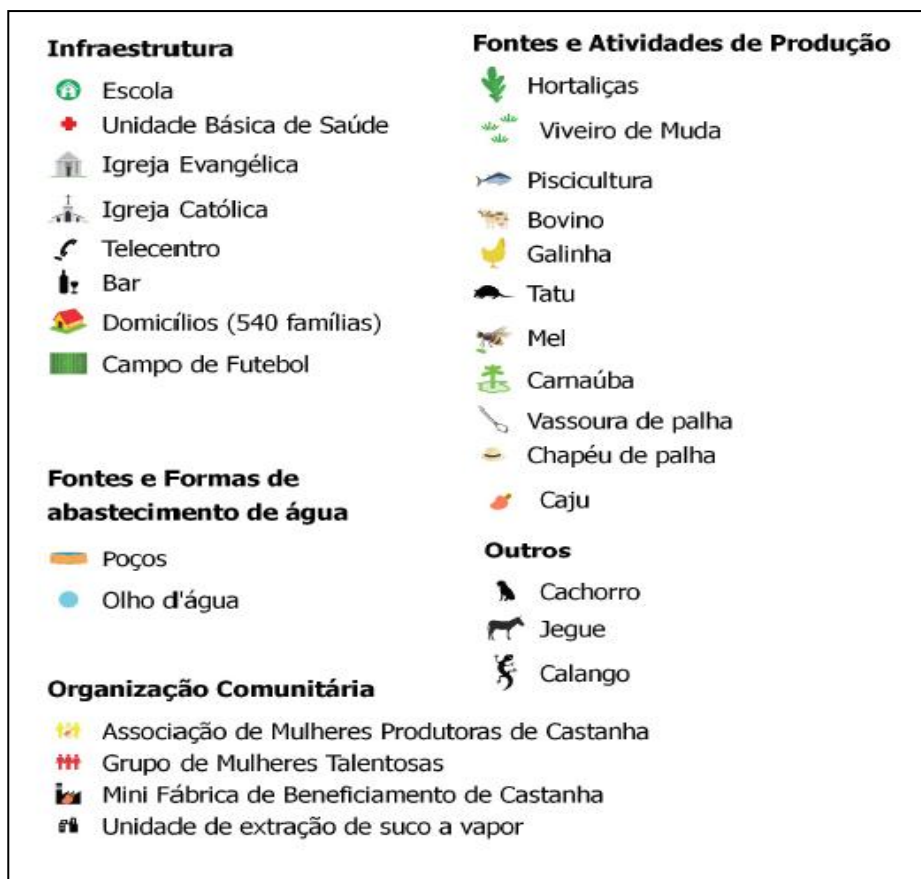 Infraestrutura
Escola
Unidade Básica de Saúde
Igreja Evangélica
Igreja Católica
Telecentro
Bar
Domicílios (540 famílias)
Campo de Futebol
Fontes e Formas de
abastecimento de água
Poços
Olho d'água
Organização Comunitária
Associação de Mulheres Produtoras de Castanha
Grupo de Mulheres Talentosas
Mini Fábrica de Beneficiamento de Castanha
Unidade de extração de suco a vapor
Fontes e Atividades de Produção
Hortaliças
Viveiro de Muda
Piscicultura
Bovino
Galinha
Tatu
Mel
Carnaúba
Vassoura de palha
Chapéu de palha
Caju
Outros
Cachorro
Jegue
Calango